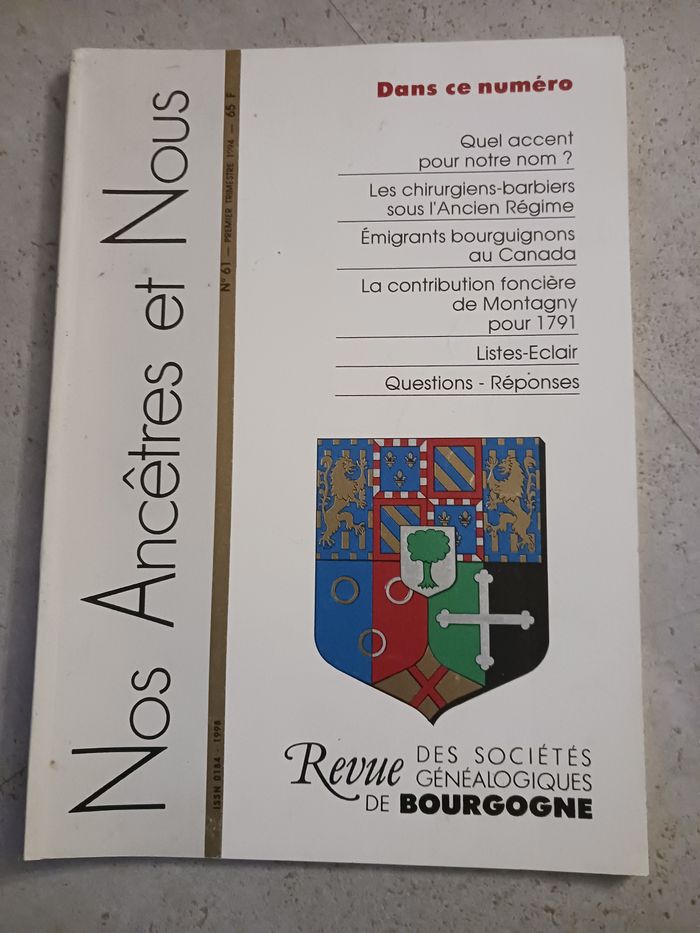 Nos Ancêtres et Nous
N° 61 — PREMIER TRIMESTRE 1994 — 65 F
ISSN 0184 - 1998
Dans ce numéro
Quel accent
pour notre nom ?
Les chirurgiens-barbiers
sous l'Ancien Régime
Émigrants bourguignons
au Canada
La contribution foncière
de Montagny
pour 1791
Listes-Eclair
Questions - Réponses
Revue DES SOCIÉTÉS
GÉNÉALOGIQUES
DE BOURGOGNE